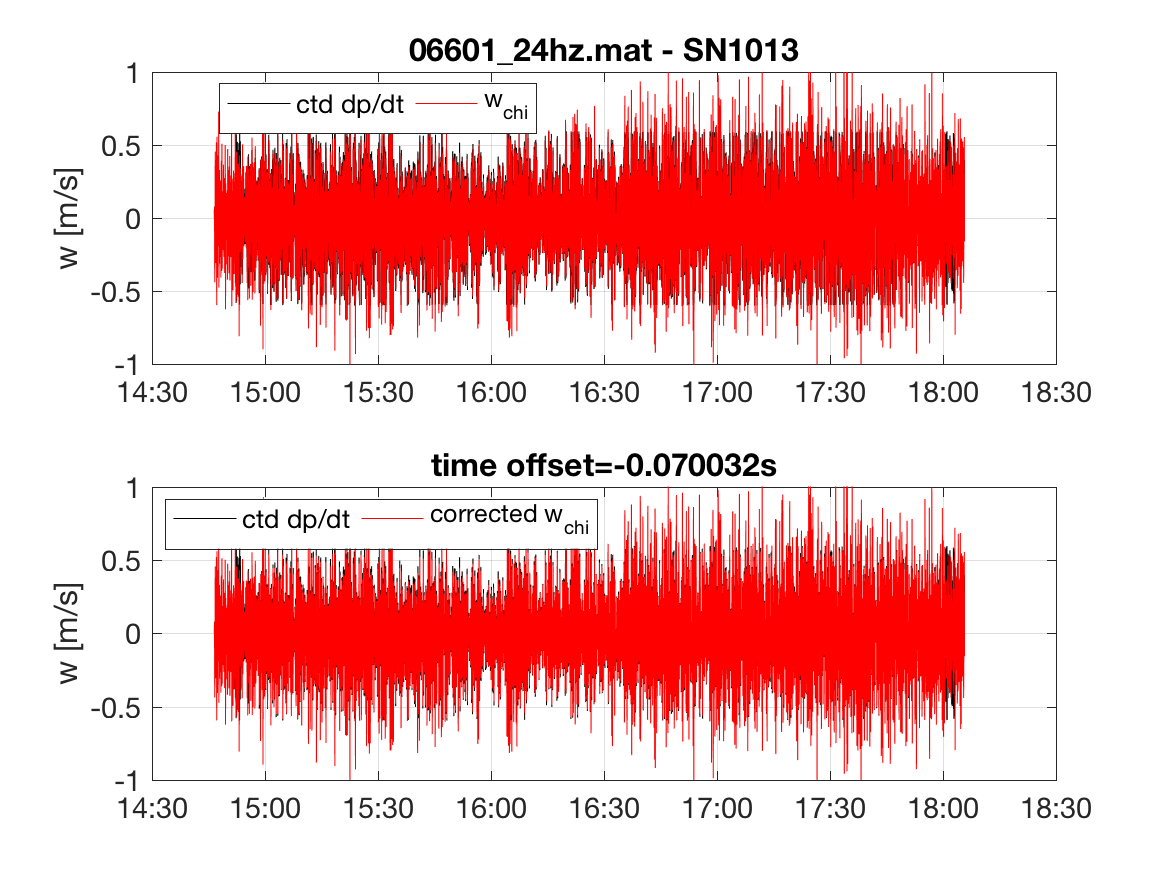 06601_24hz.mat - SN1013
ctd dp/dt w_chi
1
0.5
0
-0.5
-1
w [m/s]
14:30 15:00 15:30 16:00 16:30 17:00 17:30 18:00 18:30
time offset=-0.070032s
ctd dp/dt corrected w_chi
1
0.5
0
-0.5
-1
w [m/s]
14:30 15:00 15:30 16:00 16:30 17:00 17:30 18:00 18:30